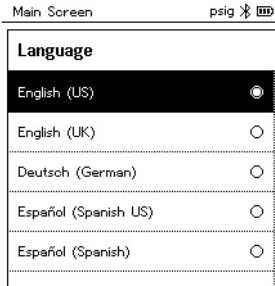 Main Screen psig
Language
English (US)
English (UK)
Deutsch (German)
Español (Spanish US)
Español (Spanish)